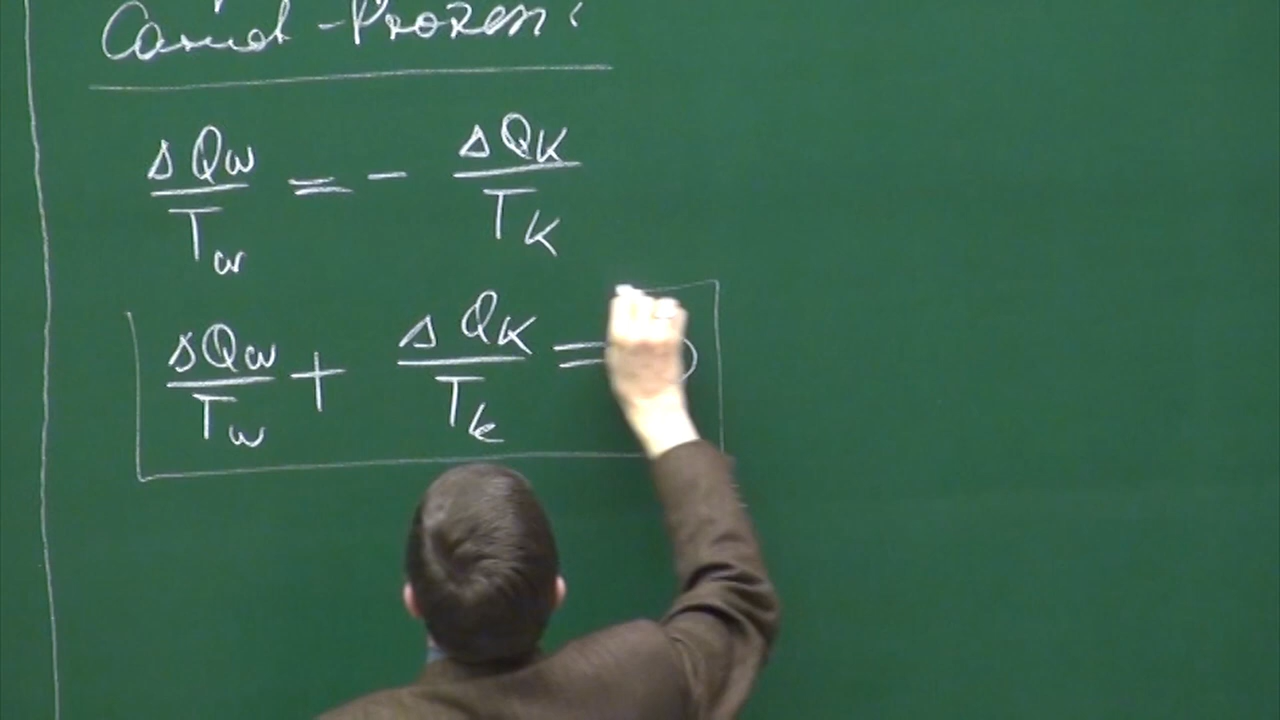 Carnot-Prozess:
ΔQw/Tw = - ΔQK/TK
ΔQw/Tw + ΔQK/Tk = 0